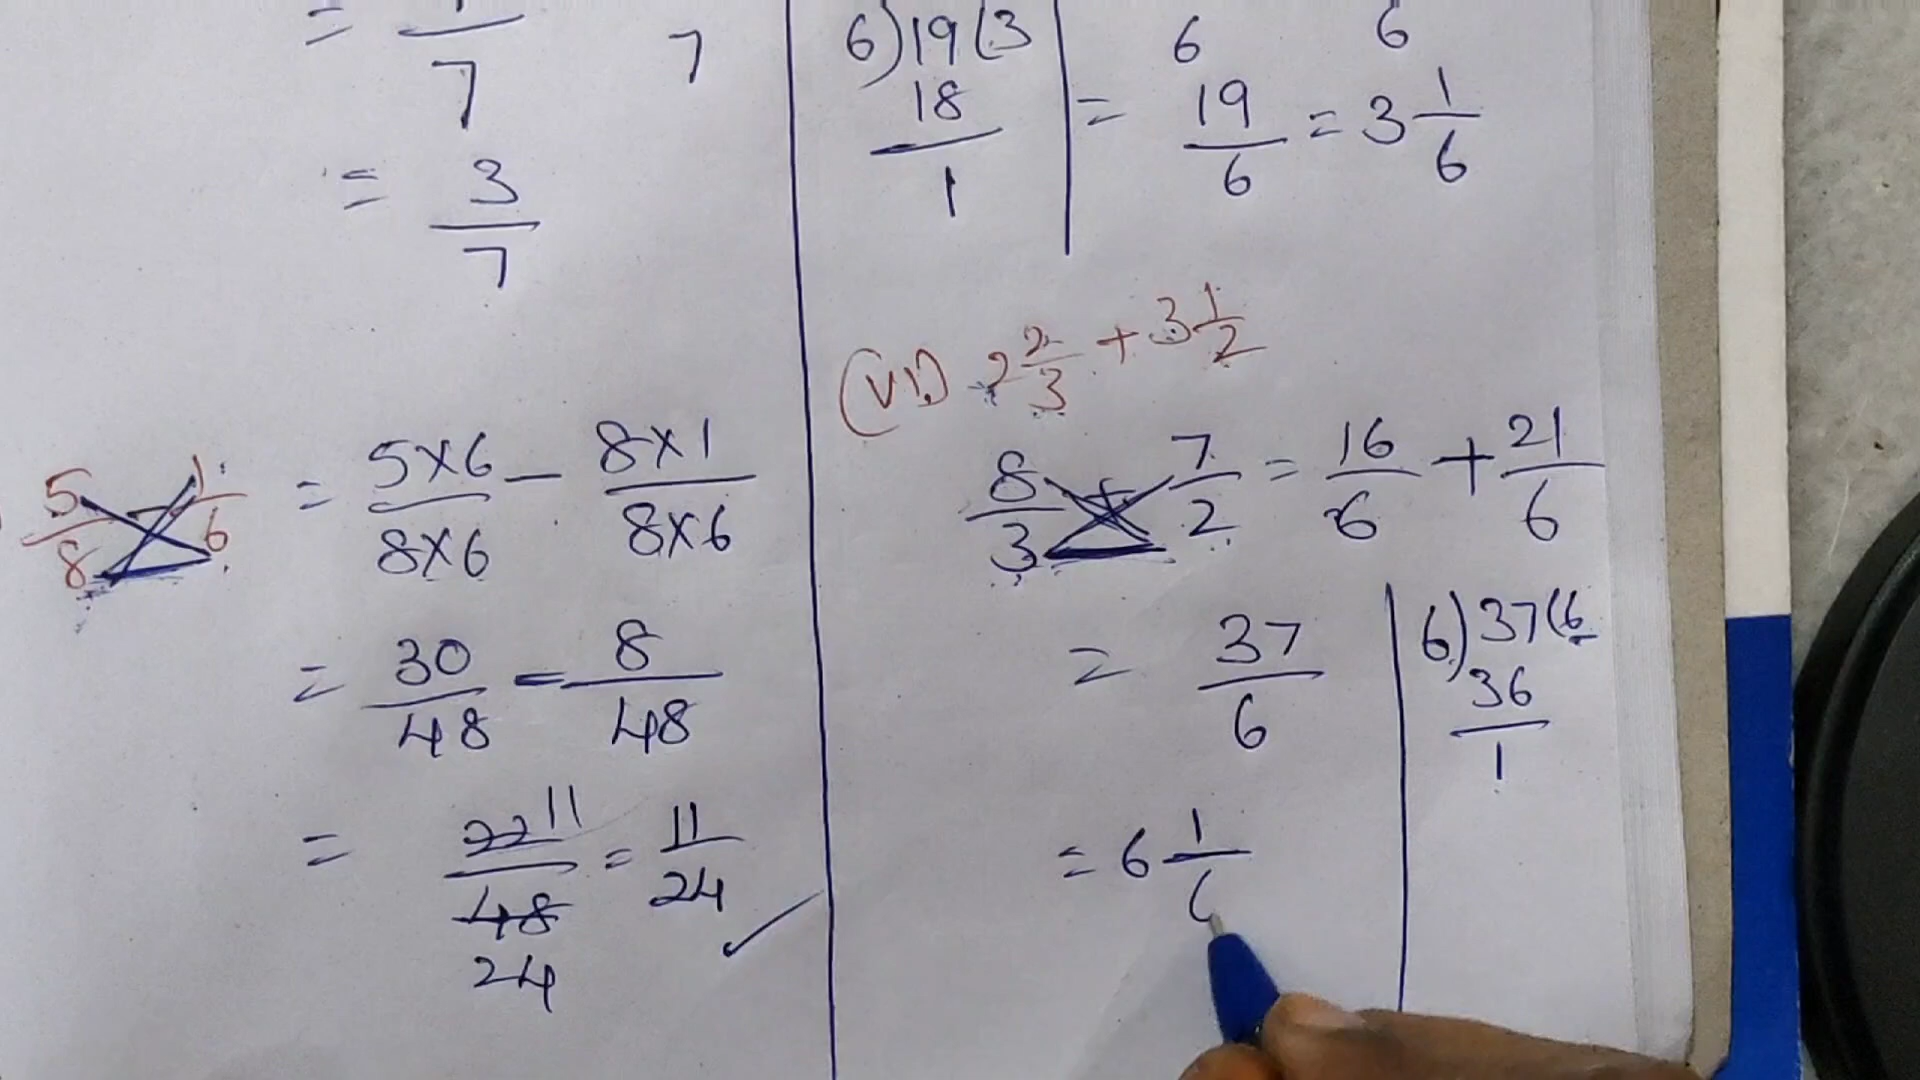 = 1/7 7
= 3/7
5/8 - 1/6 = 5×6/8×6 - 8×1/8×6
= 30/48 - 8/48
= 22 11/48 24 = 11/24 ✓
6)19(3 6 6
18 = 19/6 = 3 1/6
1
(vi) 2 2/3 + 3 1/2
8/3 + 7/2 = 16/6 + 21/6
= 37/6 6)37(6
36
1
= 6 1/6